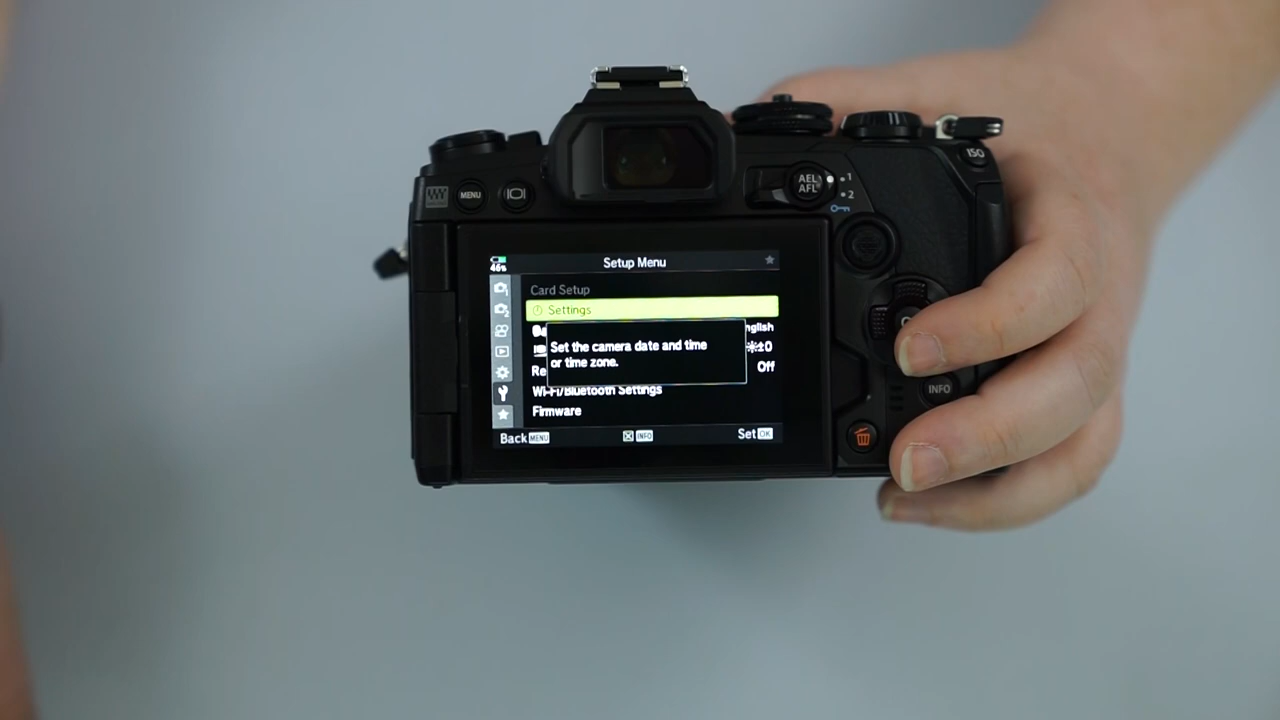 MENU
AEL
AFL
1
2
ISO
46%
Setup Menu
Card Setup
Settings
nglish
Set the camera date and time
or time zone.
±0
Re
Off
Wi-Fi/Bluetooth Settings
Firmware
Back MENU
INFO
Set OK
INFO